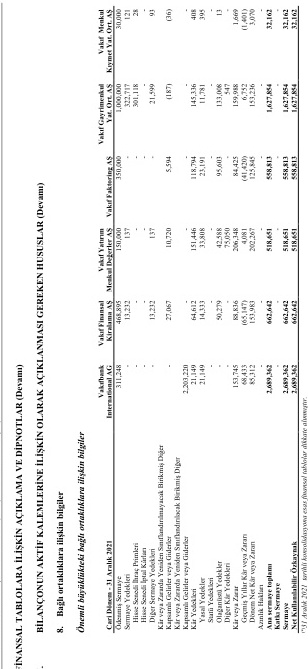 FİNANSAL TABLOLARA İLİŞKİN AÇIKLAMA VE DİPNOTLAR (Devamı)
BİLANÇONUN AKTİF KALEMLERİNE İLİŞKİN OLARAK AÇIKLANMASI GEREKEN HUSUSLAR (Devamı)
8. Bağlı ortaklıklara ilişkin bilgiler
Önemli büyüklükteki bağlı ortaklıklara ilişkin bilgiler
Vakıfbank Vakıf Finansal Vakıf Yatırım Vakıf Gayrimenkul Vakıf Menkul
Cari Dönem - 31 Aralık 2021 International AG Kiralama AŞ Menkul Değerler AŞ Vakıf Faktoring AŞ Yat. Ort. AŞ Kıymet Yat. Ort. AŞ
Ödenmiş Sermaye 311,248 468,895 150,000 350,000 1,000,000 30,000
Sermaye Yedekleri - 13,232 137 - 322,717 121
Hisse Senedi İhraç Primleri - - - - 301,118 28
Hisse Senedi İptal Kârları - - - - - -
Diğer Sermaye Yedekleri - 13,232 137 - 21,599 93
Kâr veya Zararda Yeniden Sınıflandırılmayacak Birikmiş Diğer
Kapsamlı Gelirler veya Giderler - 27,067 10,720 5,594 (187) (36)
Kâr veya Zararda Yeniden Sınıflandırılacak Birikmiş Diğer
Kapsamlı Gelirler veya Giderler 2,203,220 - - - - -
Kâr Yedekleri 21,149 64,612 151,446 118,794 145,336 408
Yasal Yedekler 21,149 14,333 33,808 23,191 11,781 395
Statü Yedekleri - - - - - -
Olağanüstü Yedekler - 50,279 42,588 95,603 133,008 13
Diğer Kâr Yedekleri - - 75,050 - 547 -
Kâr veya Zarar 153,745 88,836 206,348 84,425 159,988 1,669
Geçmiş Yıllar Kâr veya Zararı 68,433 (65,147) 4,081 (41,420) 6,752 (1,401)
Dönem Net Kâr veya Zararı 85,312 153,983 202,267 125,845 153,236 3,070
Azınlık Hakları - - - - - -
Ana sermaye toplamı 2,689,362 662,642 518,651 558,813 1,627,854 32,162
Katkı Sermaye - - - - - -
Sermaye 2,689,362 662,642 518,651 558,813 1,627,854 32,162
Net Kullanılabilir Özkaynak 2,689,362 662,642 518,651 558,813 1,627,854 32,162
(*)31 Aralık 2021 tarihli konsolidasyona esas finansal tablolar dikkate alınmıştır.